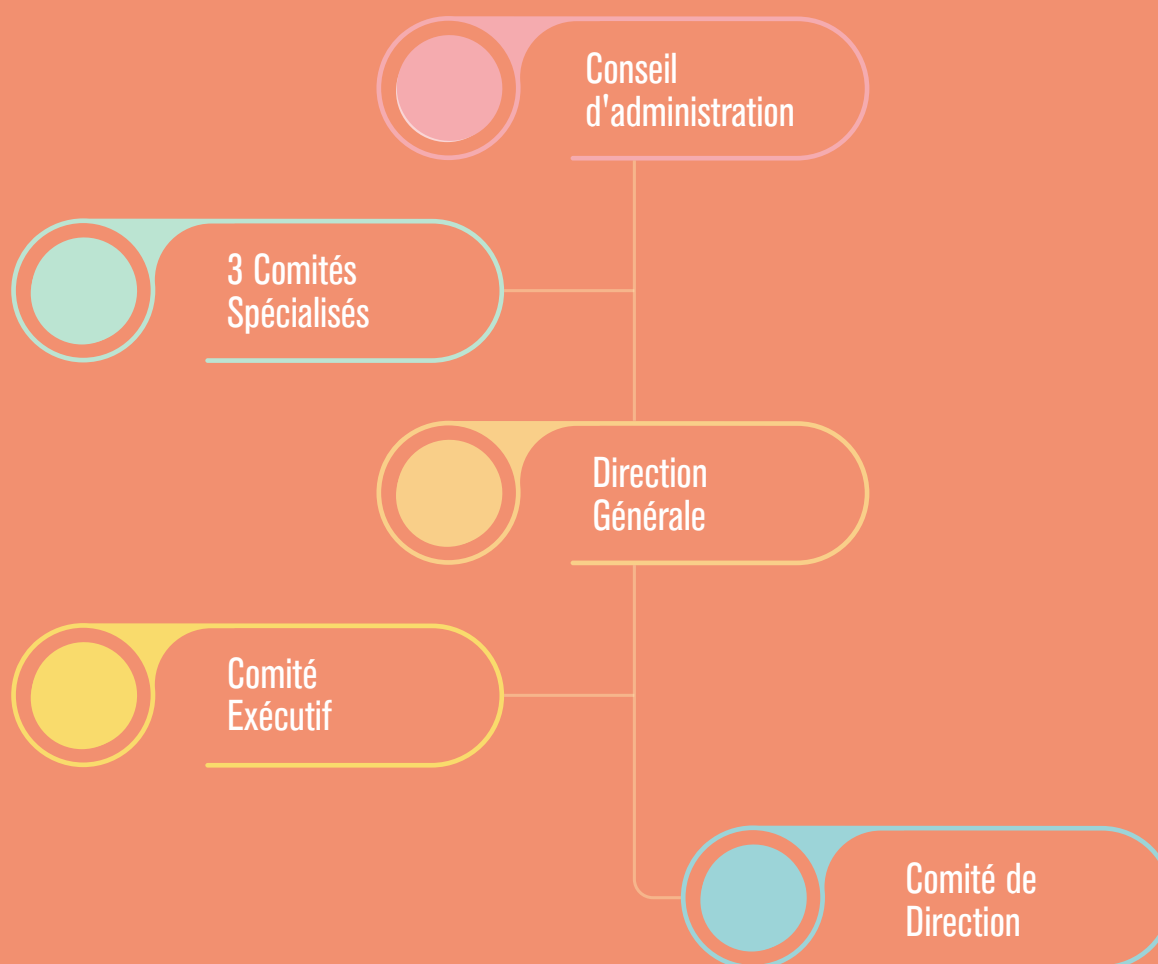 Conseil
d'administration
3 Comités
Spécialisés
Direction
Générale
Comité
Exécutif
Comité de
Direction